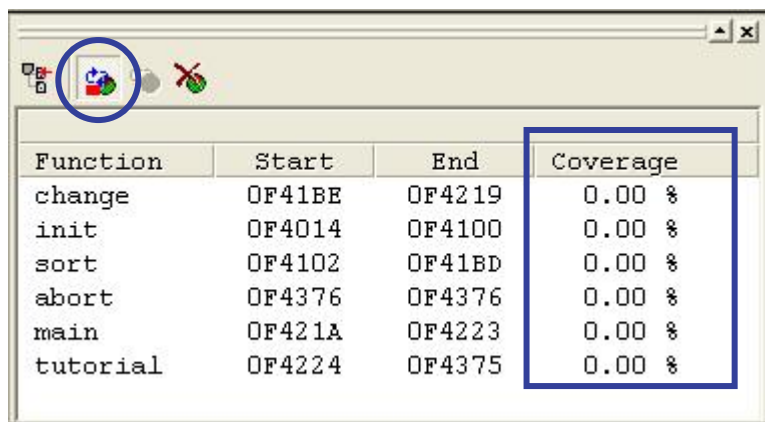 Function Start End Coverage
change 0F41BE 0F4219 0.00 %
init 0F4014 0F4100 0.00 %
sort 0F4102 0F41BD 0.00 %
abort 0F4376 0F4376 0.00 %
main 0F421A 0F4223 0.00 %
tutorial 0F4224 0F4375 0.00 %